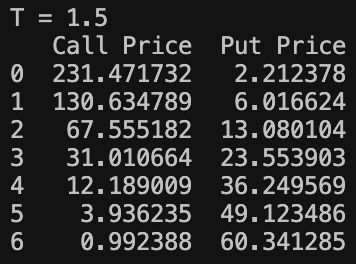 T = 1.5
   Call Price  Put Price
0  231.471732   2.212378
1  130.634789   6.016624
2   67.555182  13.080104
3   31.010664  23.553903
4   12.189009  36.249569
5    3.936235  49.123486
6    0.992388  60.341285